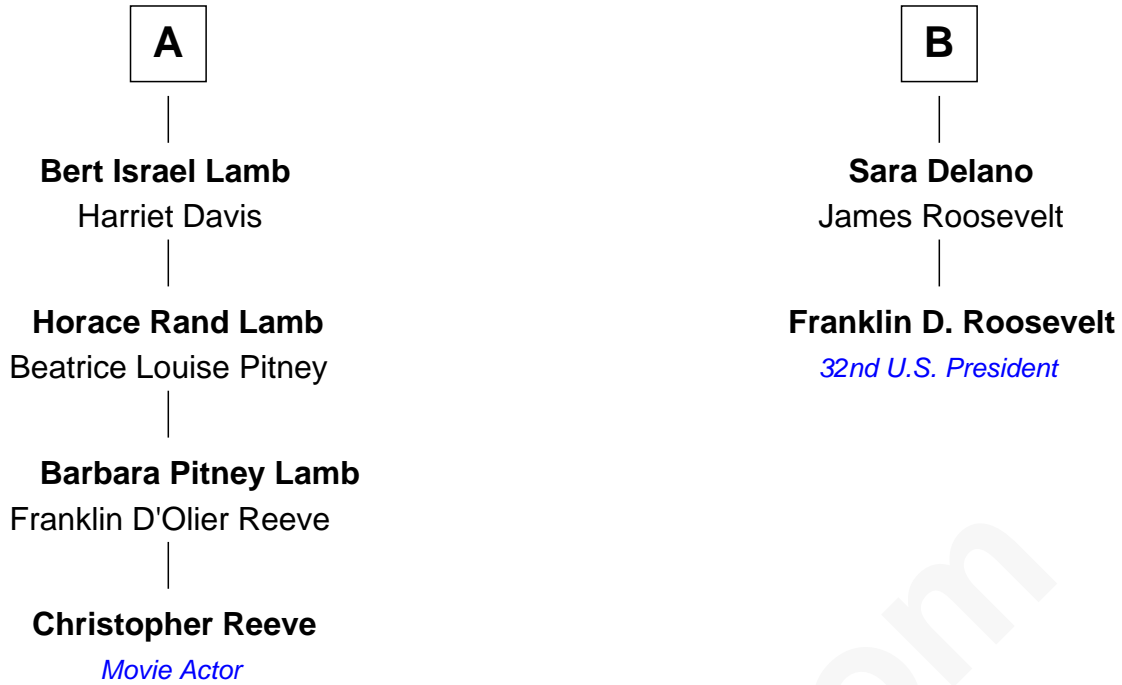 A
Bert Israel Lamb
Harriet Davis
Horace Rand Lamb
Beatrice Louise Pitney
Barbara Pitney Lamb
Franklin D'Olier Reeve
Christopher Reeve
Movie Actor
B
Sara Delano
James Roosevelt
Franklin D. Roosevelt
32nd U.S. President
om